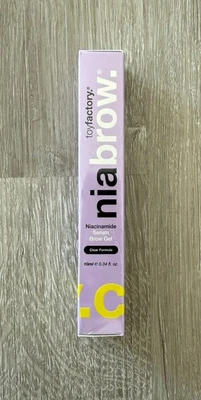 toyfactory.®
niabrow.®
Niacinamide
Serum
Brow Gel
Clear Formula
10ml ℮ 0.34 fl. oz.
y.c